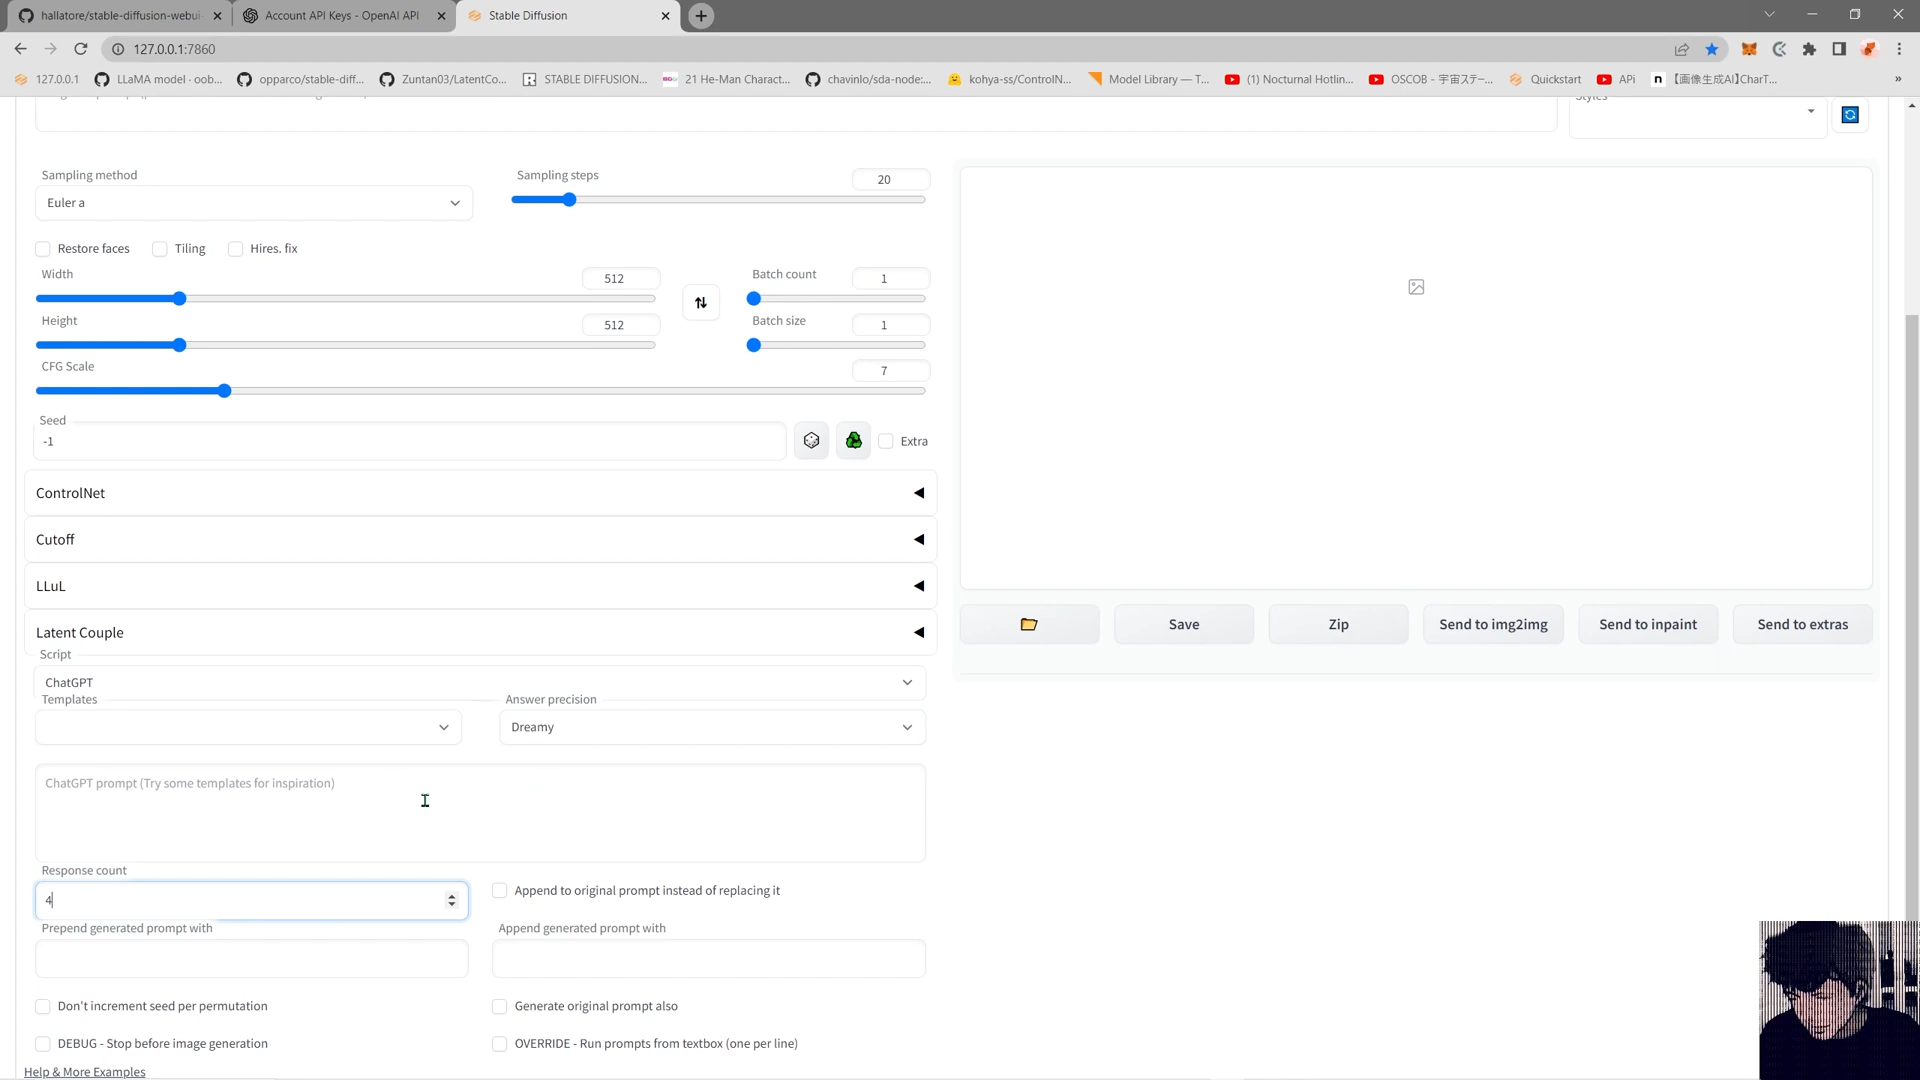 hallatore/stable-diffusion-webui-
Account API Keys - OpenAI API
Stable Diffusion
127.0.0.1:7860
127.0.0.1
LLaMA model · oob...
opparco/stable-diff...
Zuntan03/LatentCo...
STABLE DIFFUSION...
21 He-Man Charact...
chavinlo/sda-node:...
kohya-ss/ControlN...
Model Library — T...
(1) Nocturnal Hotlin...
OSCOB - 宇宙ステー...
Quickstart
APi
【画像生成AI】CharT...
»
Styles
Sampling method
Sampling steps
20
Euler a
Restore faces
Tiling
Hires. fix
Width
512
Batch count
1
Height
512
Batch size
1
CFG Scale
7
Seed
-1
Extra
ControlNet
Cutoff
LLuL
Latent Couple
Save
Zip
Send to img2img
Send to inpaint
Send to extras
Script
ChatGPT
Templates
Answer precision
Dreamy
ChatGPT prompt (Try some templates for inspiration)
Response count
4
Append to original prompt instead of replacing it
Prepend generated prompt with
Append generated prompt with
Don't increment seed per permutation
Generate original prompt also
DEBUG - Stop before image generation
OVERRIDE - Run prompts from textbox (one per line)
Help & More Examples